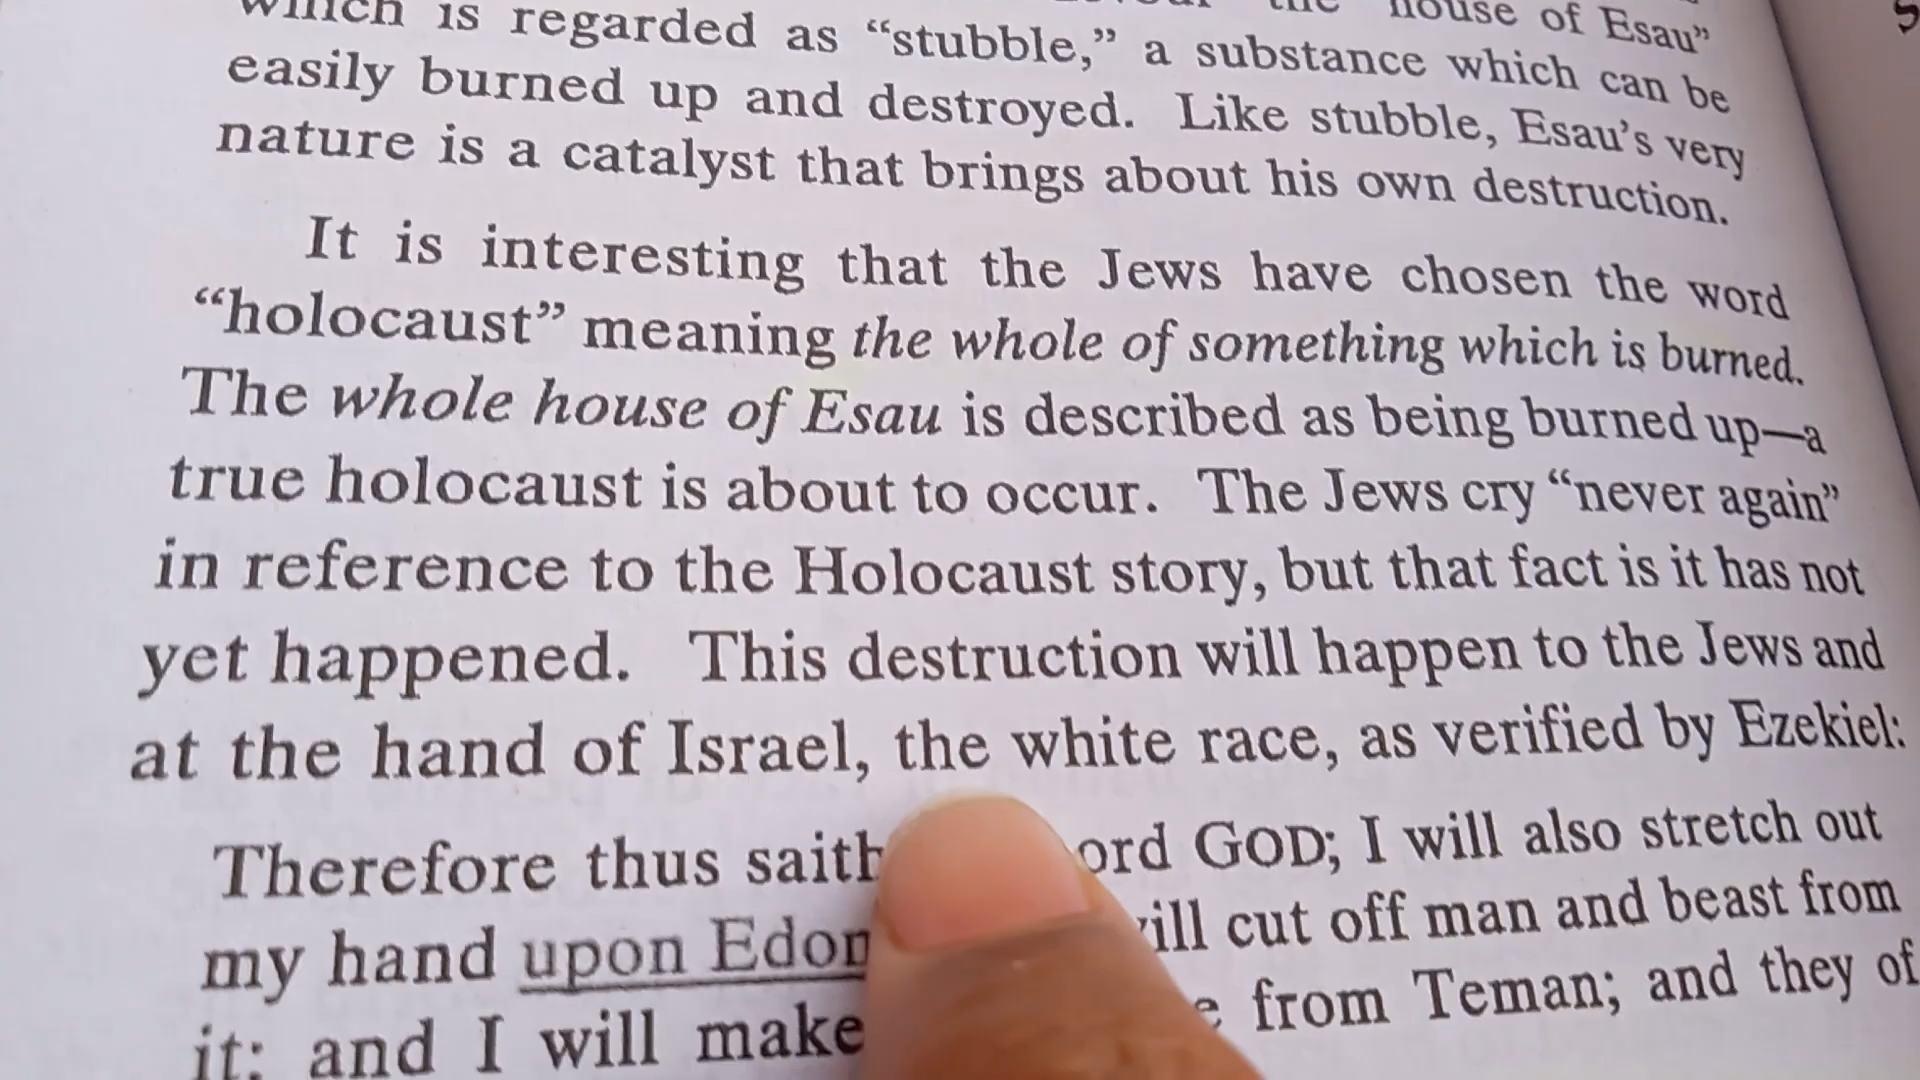 which is regarded as “stubble,” a substance which can be
house of Esau”
easily burned up and destroyed. Like stubble, Esau’s very
nature is a catalyst that brings about his own destruction.
It is interesting that the Jews have chosen the word
“holocaust” meaning the whole of something which is burned.
The whole house of Esau is described as being burned up—a
true holocaust is about to occur. The Jews cry “never again”
in reference to the Holocaust story, but that fact is it has not
yet happened. This destruction will happen to the Jews and
at the hand of Israel, the white race, as verified by Ezekiel:
Therefore thus saith ord GOD; I will also stretch out
my hand upon Edom will cut off man and beast from
it: and I will make from Teman; and they of